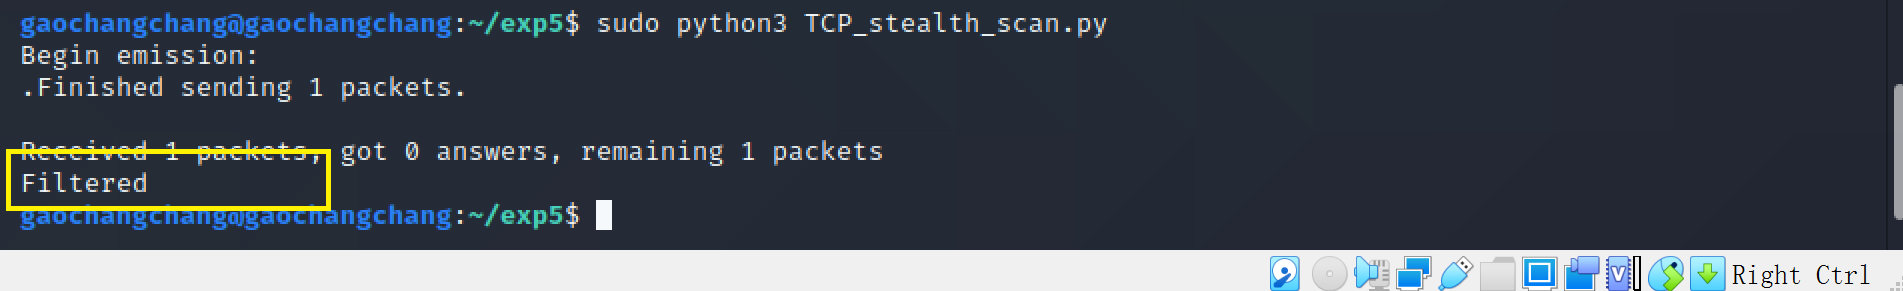 gaochangchang@gaochangchang:~/exp5$ sudo python3 TCP_stealth_scan.py
Begin emission:
.Finished sending 1 packets.
Received 1 packets, got 0 answers, remaining 1 packets
Filtered
gaochangchang@gaochangchang:~/exp5$
Right Ctrl